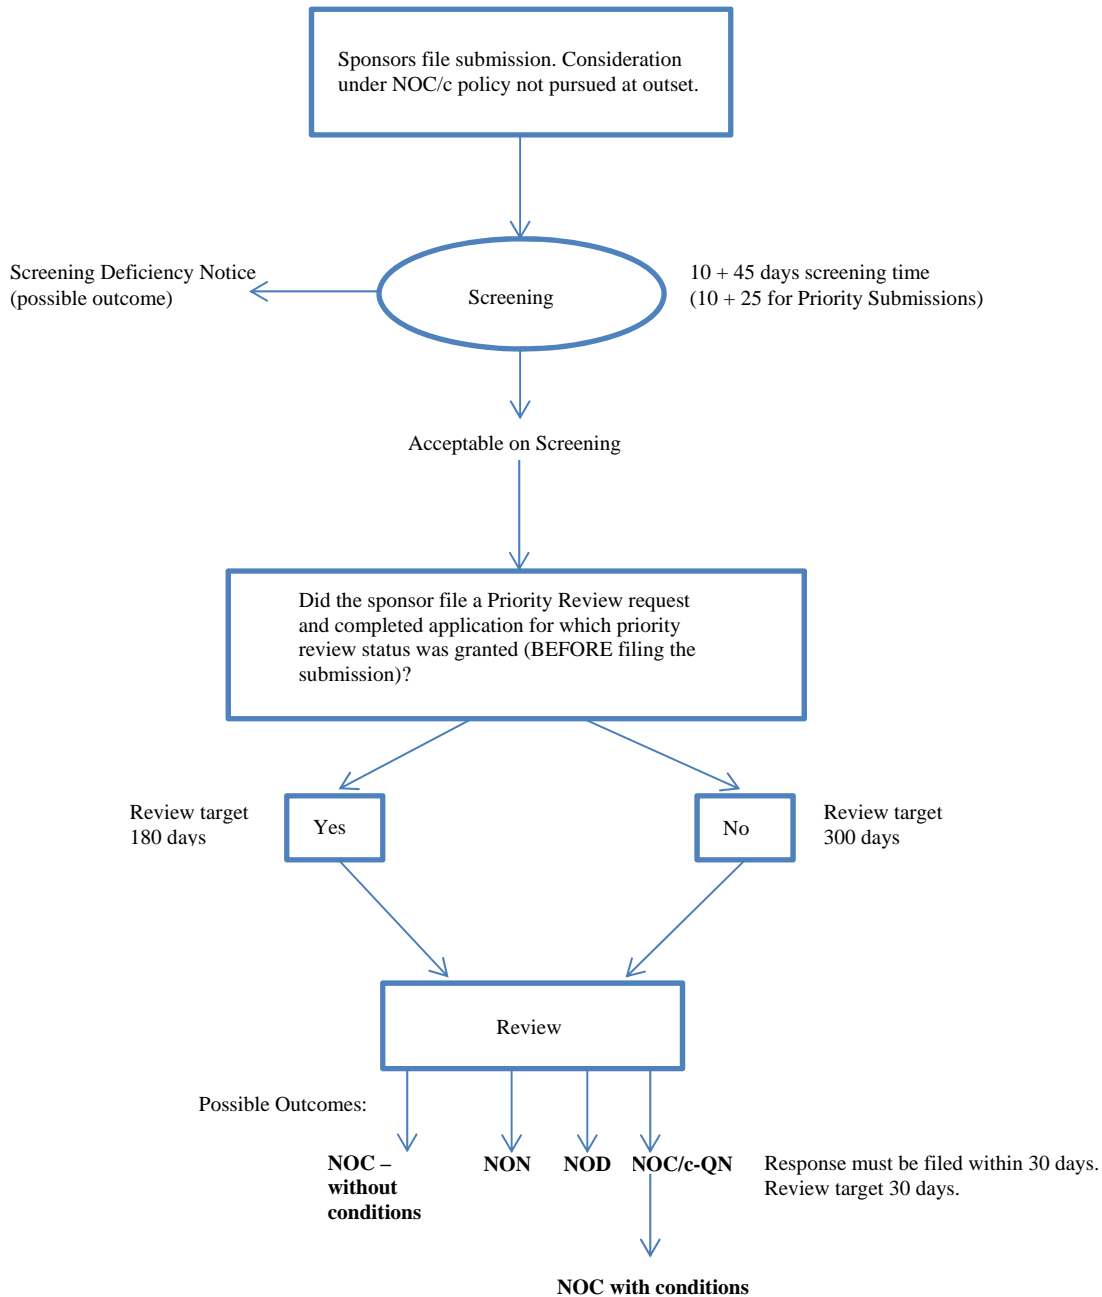 Sponsors file submission. Consideration
under NOC/c policy not pursued at outset.
Screening Deficiency Notice
(possible outcome)
Screening
10 + 45 days screening time
(10 + 25 for Priority Submissions)
Acceptable on Screening
Did the sponsor file a Priority Review request
and completed application for which priority
review status was granted (BEFORE filing the
submission)?
Review target
180 days
Yes
No
Review target
300 days
Review
Possible Outcomes:
NOC –
without
conditions
NON
NOD
NOC/c-QN
Response must be filed within 30 days.
Review target 30 days.
NOC with conditions